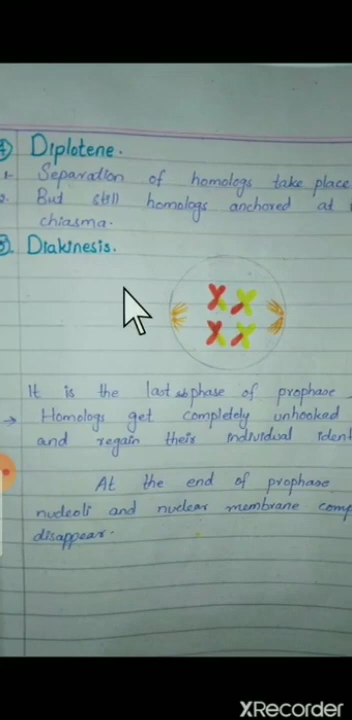 Diplotene.
1- Separation of homologs take place
2. But still homologs anchored at
chiasma.
Diakinesis.
It is the last sub phase of prophase
→ Homologs get completely unhooked
and regain their individual
At the end of prophase
nucleoli and nuclear membrane
disappear.
XRecorder